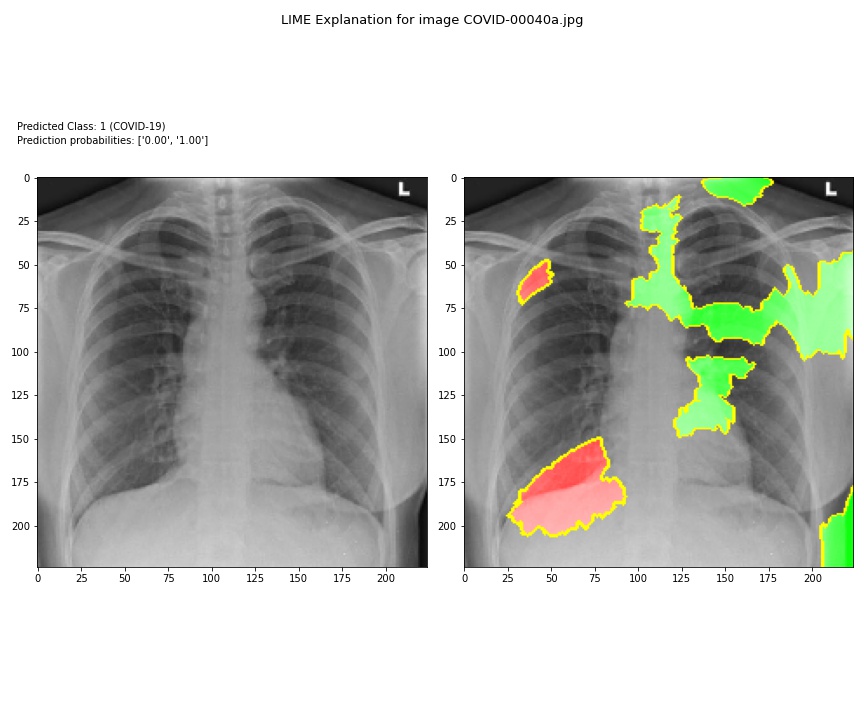 LIME Explanation for image COVID-00040a.jpg
Predicted Class: 1 (COVID-19)
Prediction probabilities: ['0.00', '1.00']
L
L
0
25
50
75
100
125
150
175
200
0 25 50 75 100 125 150 175 200
0
25
50
75
100
125
150
175
200
0 25 50 75 100 125 150 175 200